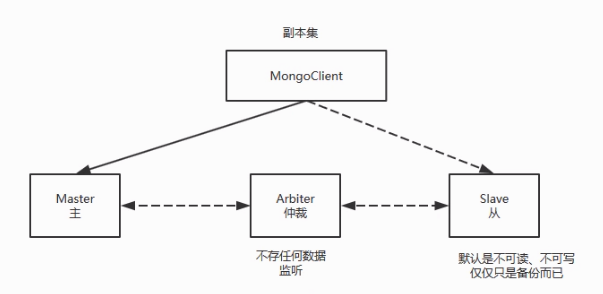 副本集
MongoClient
Master
主
Arbiter
仲裁
Slave
从
不存任何数据
监听
默认是不可读、不可写
仅仅只是备份而已